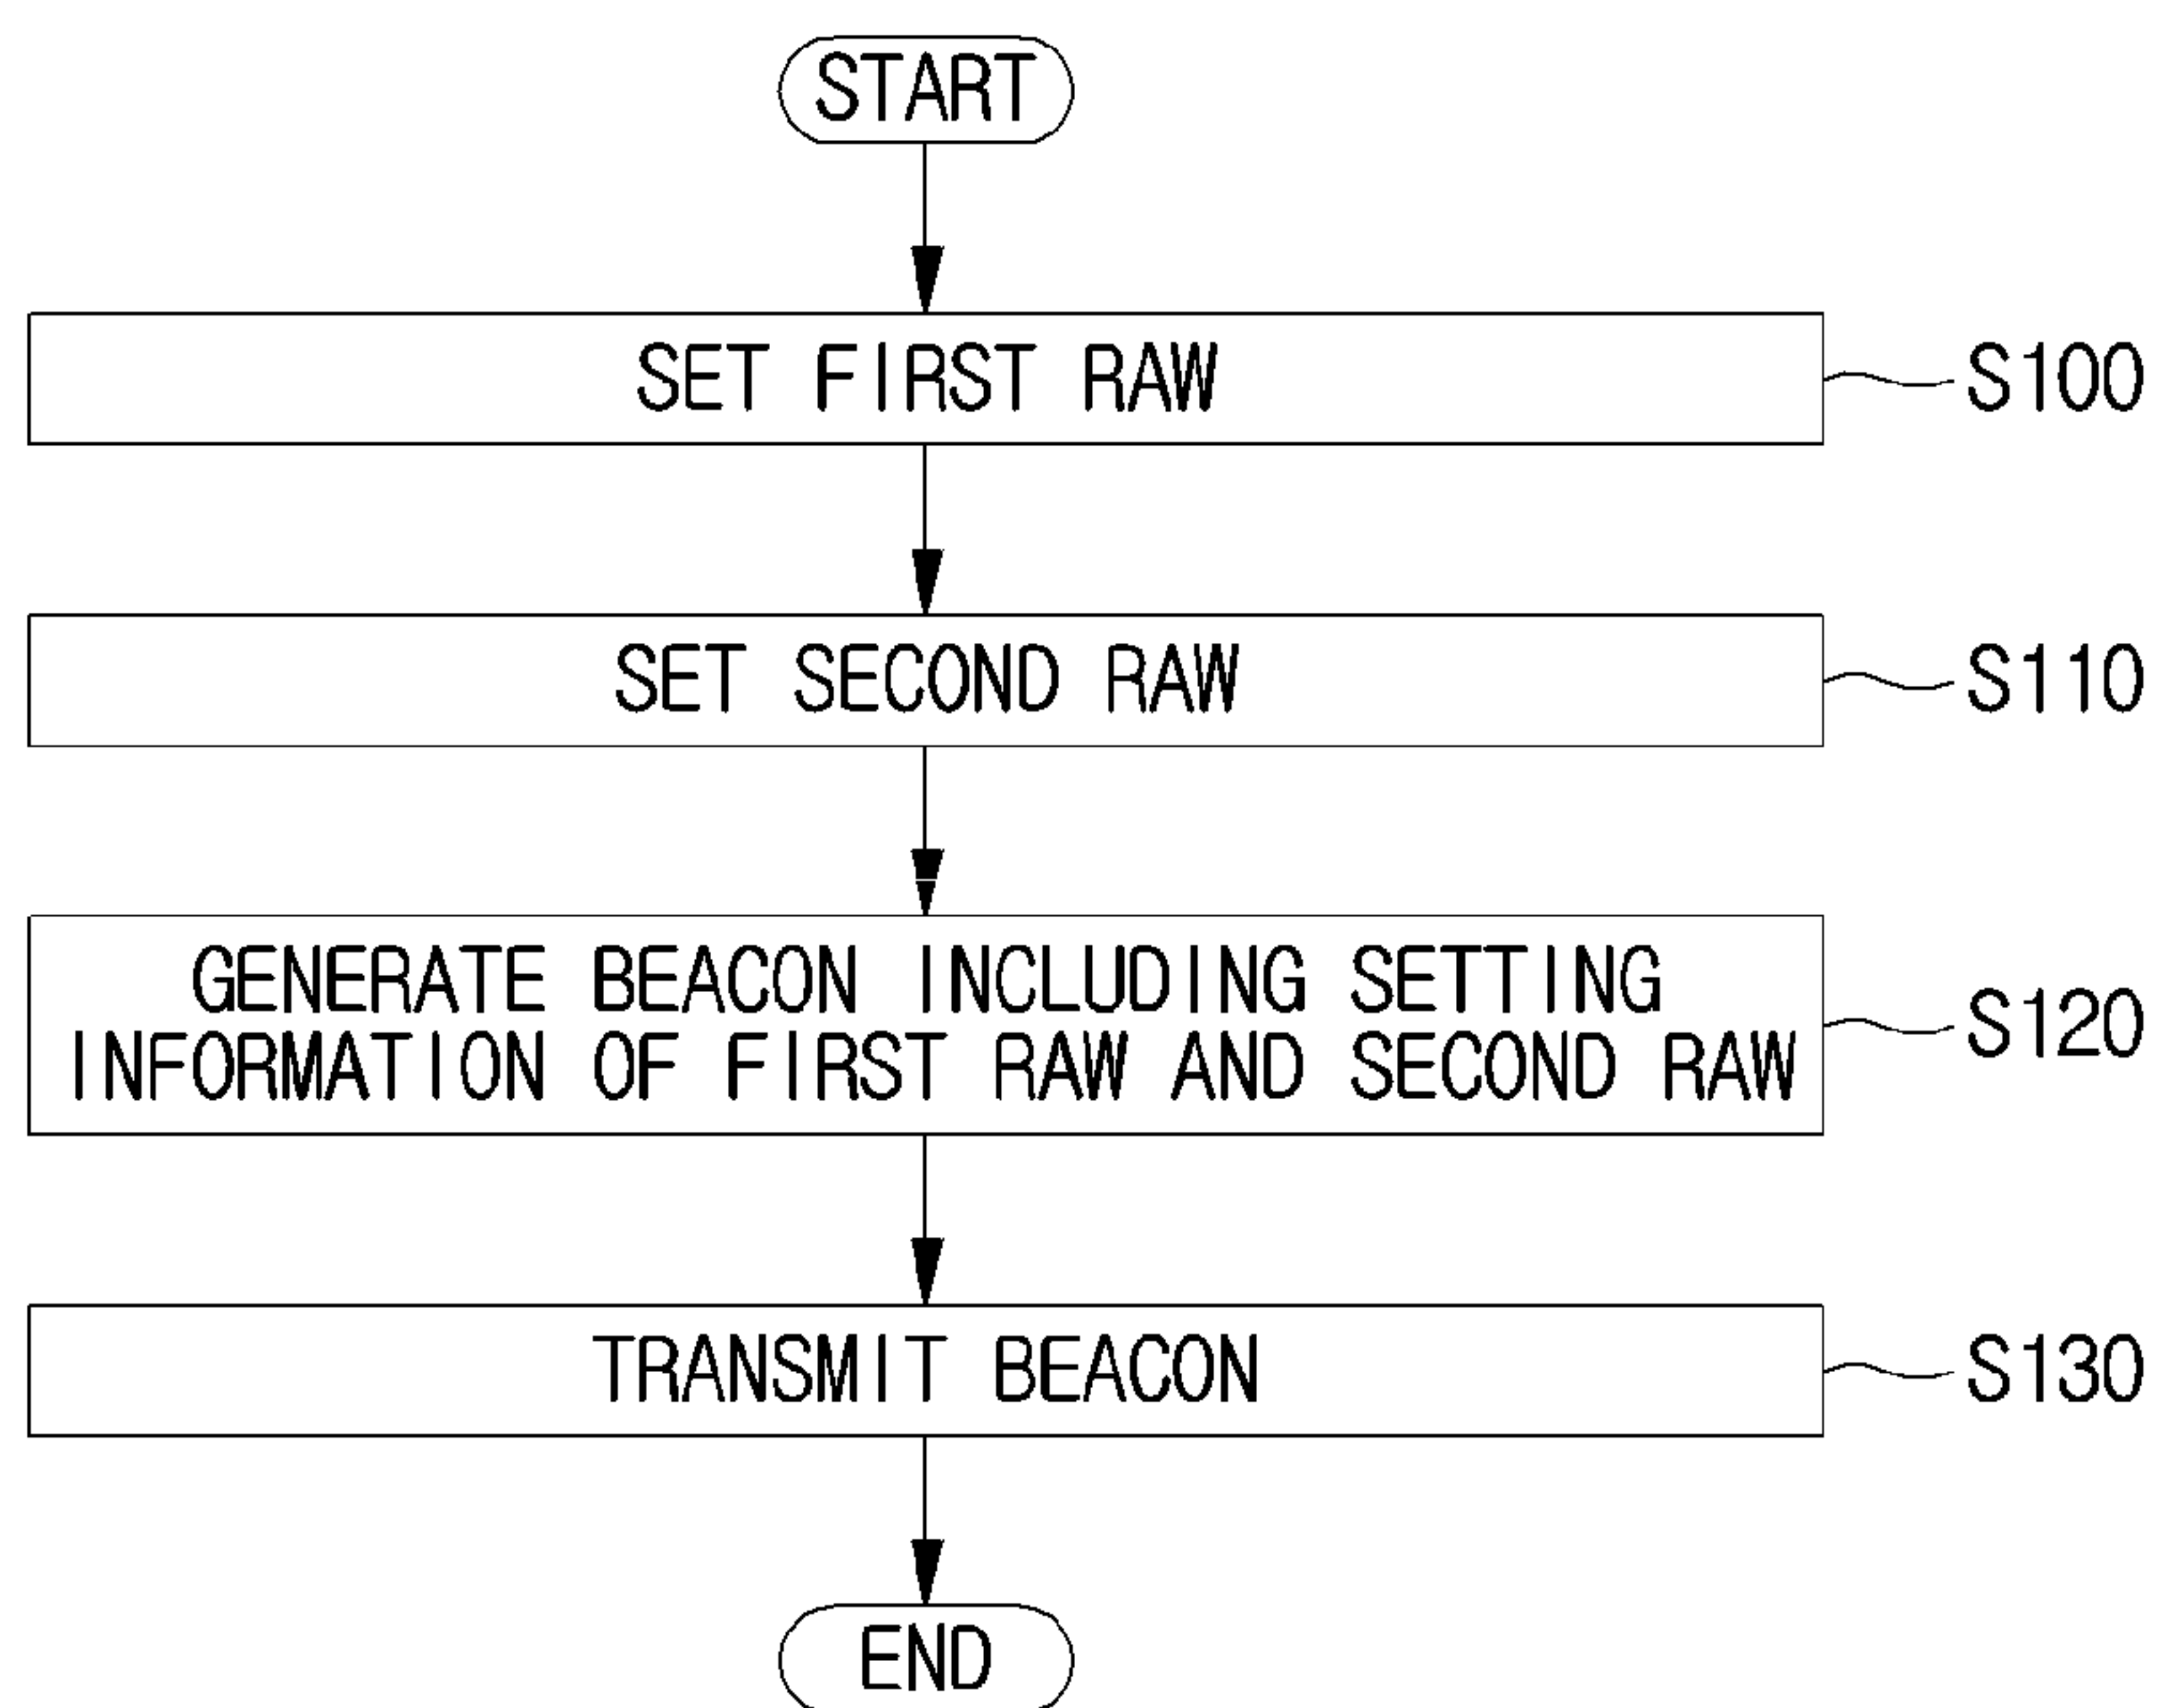 START
SET FIRST RAW
S100
SET SECOND RAW
S110
GENERATE BEACON INCLUDING SETTING
INFORMATION OF FIRST RAW AND SECOND RAW
S120
TRANSMIT BEACON
S130
END